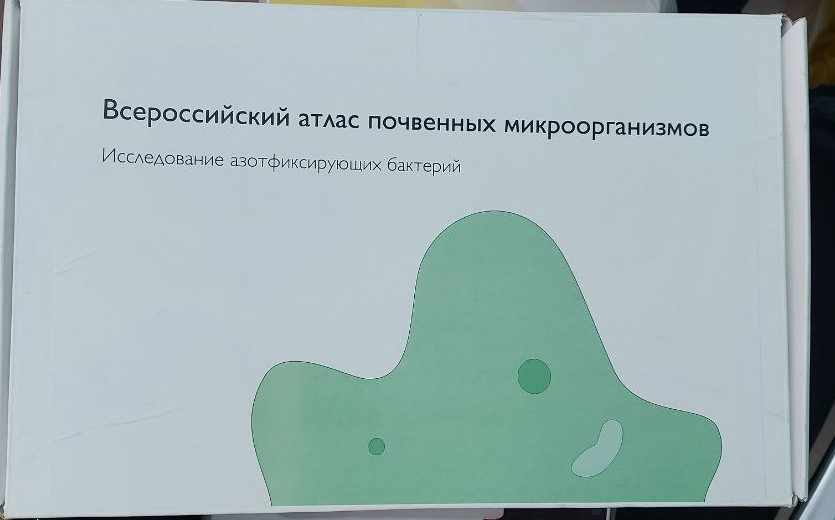 Всероссийский атлас почвенных микроорганизмов
Исследование азотфиксирующих бактерий